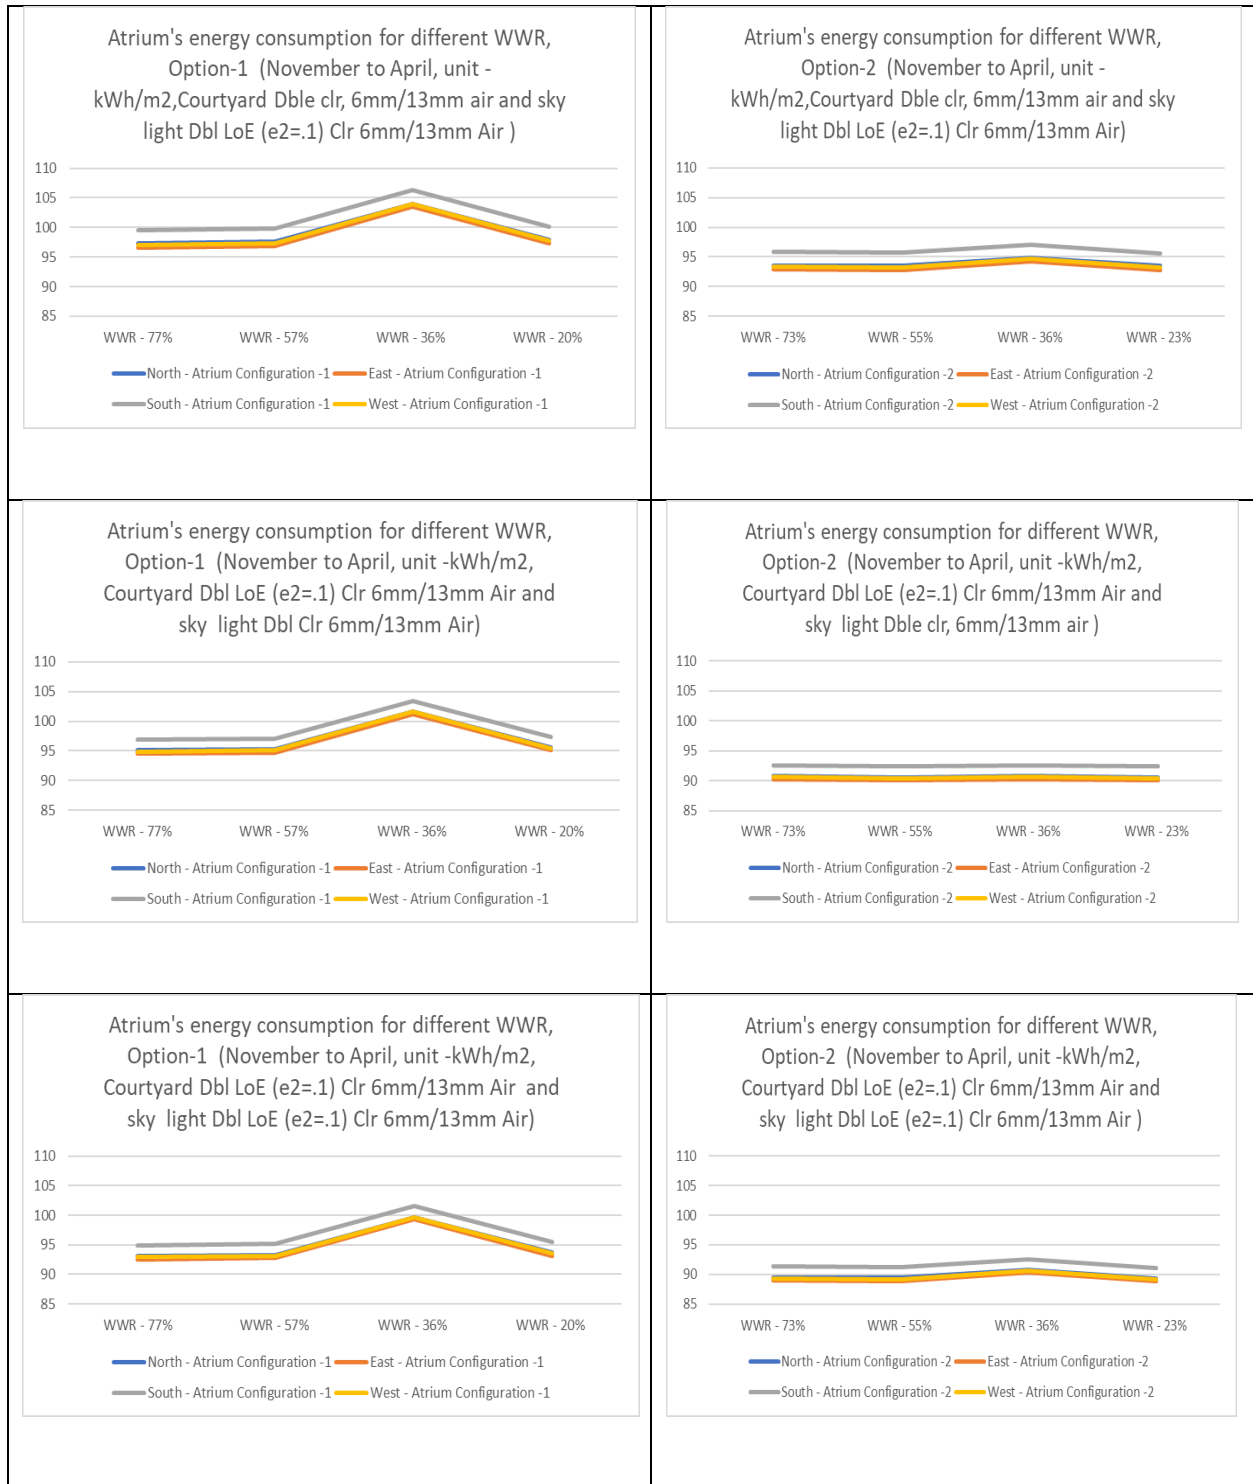 Atrium's energy consumption for different WWR,
Option-1 (November to April, unit -
kWh/m2,Courtyard Dble clr, 6mm/13mm air and sky
light Dbl LoE (e2=.1) Clr 6mm/13mm Air )
110
105
100
95
90
85
WWR - 77% WWR - 57% WWR - 36% WWR - 20%
North - Atrium Configuration -1 East - Atrium Configuration -1
South - Atrium Configuration -1 West - Atrium Configuration -1
Atrium's energy consumption for different WWR,
Option-2 (November to April, unit -
kWh/m2,Courtyard Dble clr, 6mm/13mm air and sky
light Dbl LoE (e2=.1) Clr 6mm/13mm Air)
110
105
100
95
90
85
WWR - 73% WWR - 55% WWR - 36% WWR - 23%
North - Atrium Configuration -2 East - Atrium Configuration -2
South - Atrium Configuration -2 West - Atrium Configuration -2
Atrium's energy consumption for different WWR,
Option-1 (November to April, unit -kWh/m2,
Courtyard Dbl LoE (e2=.1) Clr 6mm/13mm Air and
sky light Dbl Clr 6mm/13mm Air)
110
105
100
95
90
85
WWR - 77% WWR - 57% WWR - 36% WWR - 20%
North - Atrium Configuration -1 East - Atrium Configuration -1
South - Atrium Configuration -1 West - Atrium Configuration -1
Atrium's energy consumption for different WWR,
Option-2 (November to April, unit -kWh/m2,
Courtyard Dbl LoE (e2=.1) Clr 6mm/13mm Air and
sky light Dble clr, 6mm/13mm air )
110
105
100
95
90
85
WWR - 73% WWR - 55% WWR - 36% WWR - 23%
North - Atrium Configuration -2 East - Atrium Configuration -2
South - Atrium Configuration -2 West - Atrium Configuration -2
Atrium's energy consumption for different WWR,
Option-1 (November to April, unit -kWh/m2,
Courtyard Dbl LoE (e2=.1) Clr 6mm/13mm Air and
sky light Dbl LoE (e2=.1) Clr 6mm/13mm Air)
110
105
100
95
90
85
WWR - 77% WWR - 57% WWR - 36% WWR - 20%
North - Atrium Configuration -1 East - Atrium Configuration -1
South - Atrium Configuration -1 West - Atrium Configuration -1
Atrium's energy consumption for different WWR,
Option-2 (November to April, unit -kWh/m2,
Courtyard Dbl LoE (e2=.1) Clr 6mm/13mm Air and
sky light Dbl LoE (e2=.1) Clr 6mm/13mm Air )
110
105
100
95
90
85
WWR - 73% WWR - 55% WWR - 36% WWR - 23%
North - Atrium Configuration -2 East - Atrium Configuration -2
South - Atrium Configuration -2 West - Atrium Configuration -2